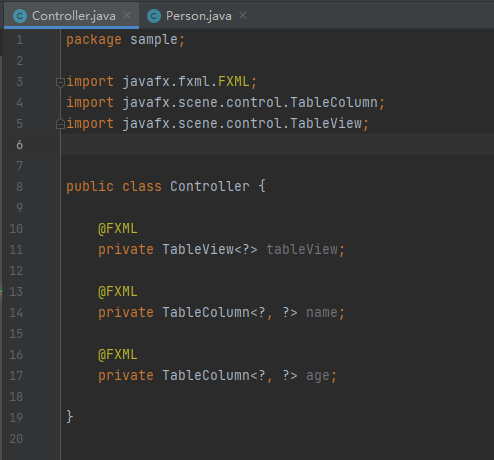 Controller.java
Person.java
1 package sample;
2
3 import javafx.fxml.FXML;
4 import javafx.scene.control.TableColumn;
5 import javafx.scene.control.TableView;
6
7
8 public class Controller {
9
10     @FXML
11     private TableView<?> tableView;
12
13     @FXML
14     private TableColumn<?, ?> name;
15
16     @FXML
17     private TableColumn<?, ?> age;
18
19 }
20